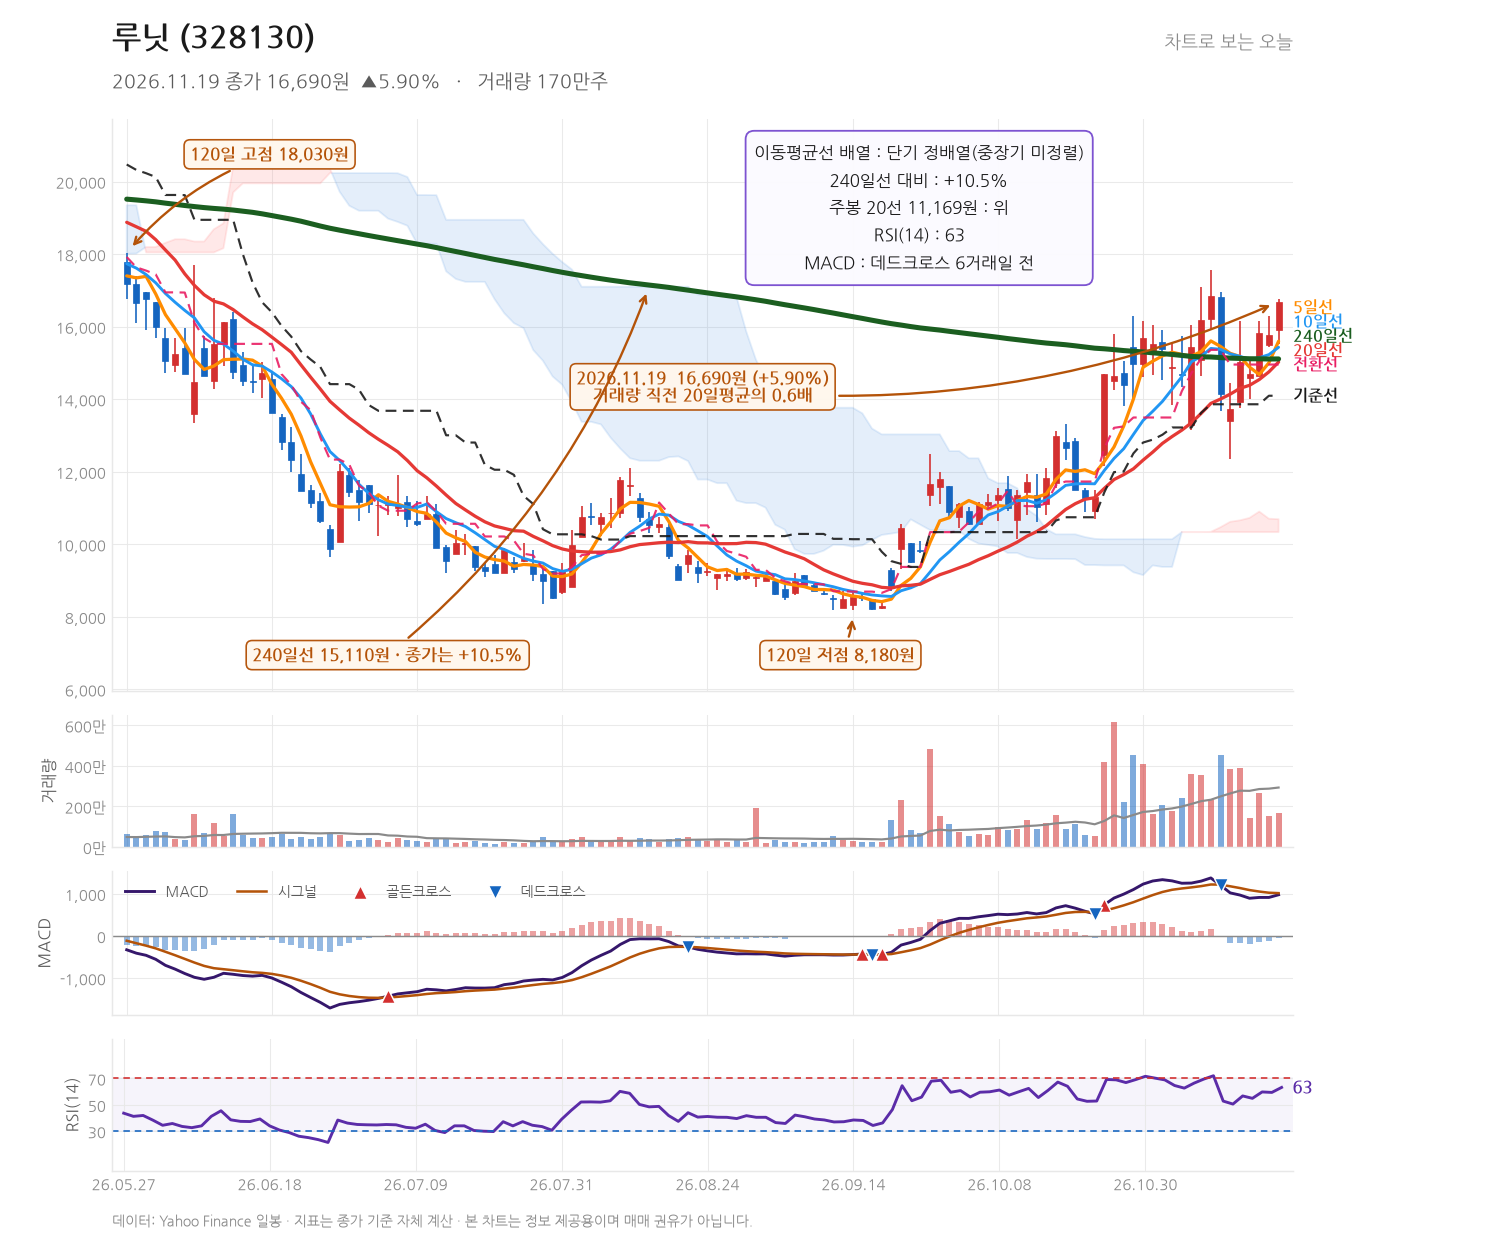 루닛 (328130)
차트로 보는 오늘
2026.11.19 종가 16,690원 ▲5.90% · 거래량 170만주
120일 고점 18,030원
이동평균선 배열 : 단기 정배열(중장기 미정렬)
240일선 대비 : +10.5%
주봉 20선 11,169원 : 위
RSI(14) : 63
MACD : 데드크로스 6거래일 전
20,000
18,000
16,000
14,000
12,000
10,000
8,000
6,000
5일선
10일선
240일선
20일선
전환선
기준선
2026.11.19 16,690원 (+5.90%)
거래량 직전 20일평균의 0.6배
240일선 15,110원 · 종가는 +10.5%
120일 저점 8,180원
거래량
600만
400만
200만
0만
MACD
MACD
시그널
골든크로스
데드크로스
1,000
0
-1,000
RSI(14)
70
50
30
63
26.05.27
26.06.18
26.07.09
26.07.31
26.08.24
26.09.14
26.10.08
26.10.30
데이터: Yahoo Finance 일봉 · 지표는 종가 기준 자체 계산 · 본 차트는 정보 제공용이며 매매 권유가 아닙니다.